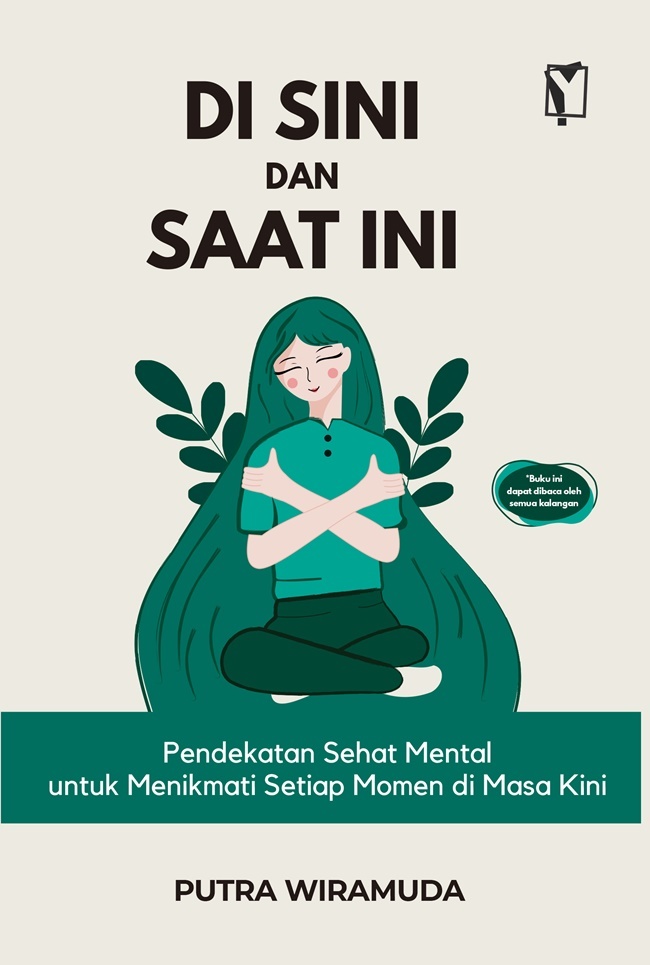 DI SINI
DAN
SAAT INI
*Buku ini
dapat dibaca oleh
semua kalangan
Pendekatan Sehat Mental
untuk Menikmati Setiap Momen di Masa Kini
PUTRA WIRAMUDA